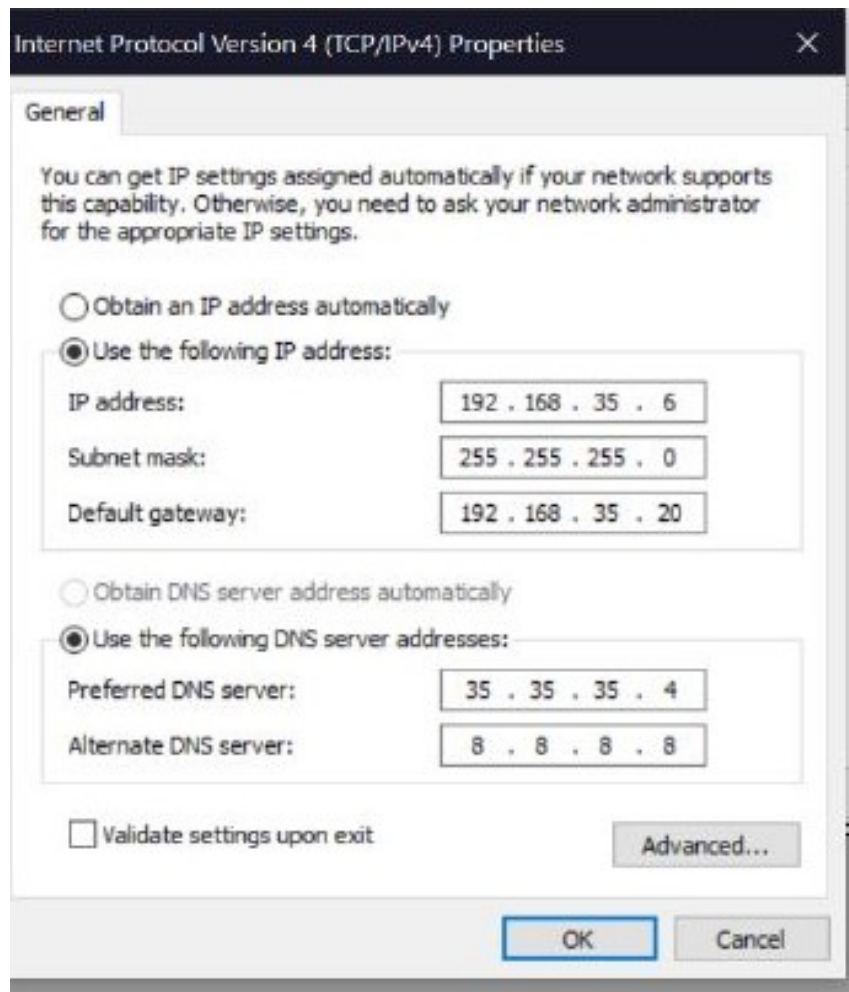 Internet Protocol Version 4 (TCP/IPv4) Properties
General
You can get IP settings assigned automatically if your network supports
this capability. Otherwise, you need to ask your network administrator
for the appropriate IP settings.
Obtain an IP address automatically
Use the following IP address:
IP address: 192 . 168 . 35 . 6
Subnet mask: 255 . 255 . 255 . 0
Default gateway: 192 . 168 . 35 . 20
Obtain DNS server address automatically
Use the following DNS server addresses:
Preferred DNS server: 35 . 35 . 35 . 4
Alternate DNS server: 8 . 8 . 8 . 8
Validate settings upon exit
Advanced...
OK Cancel